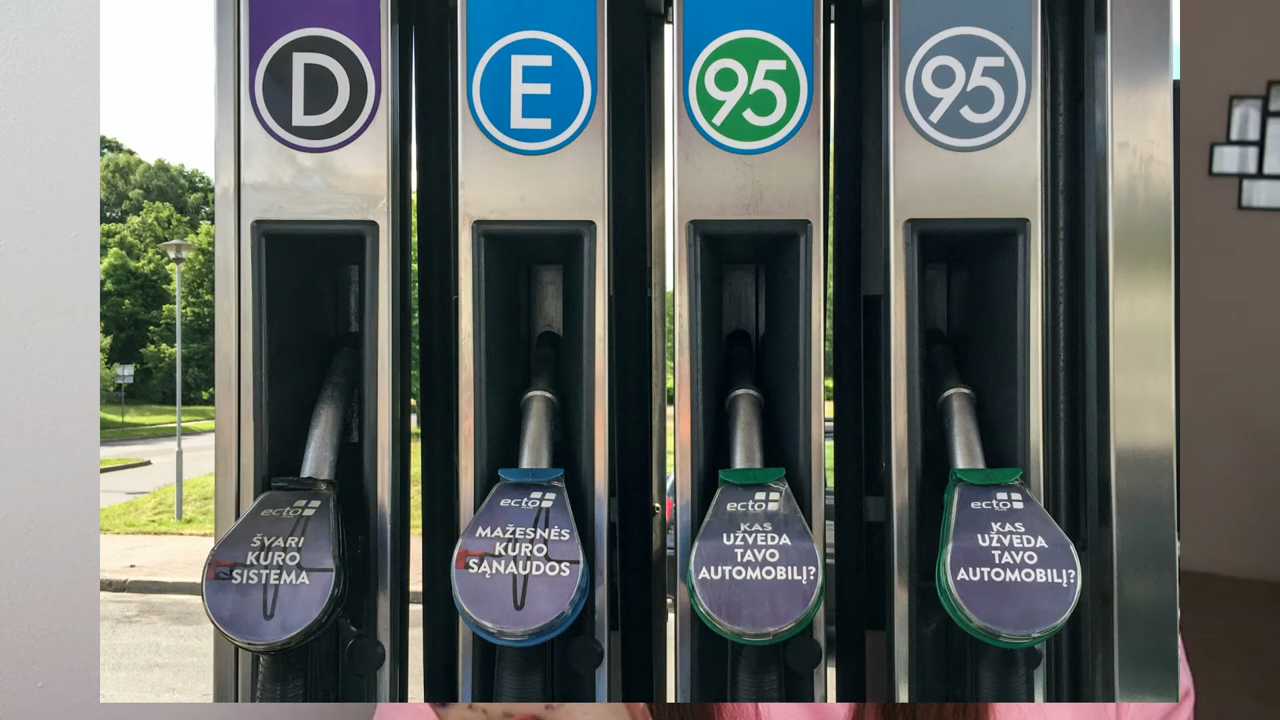 D
E
95
95
ecto
ŠVARI
KURO
SISTEMA
ecto
MAŽESNĖS
KURO
SĄNAUDOS
ecto
KAS
UŽVEDA
TAVO
AUTOMOBILĮ?
ecto
PLUS
KAS
UŽVEDA
TAVO
AUTOMOBILĮ?